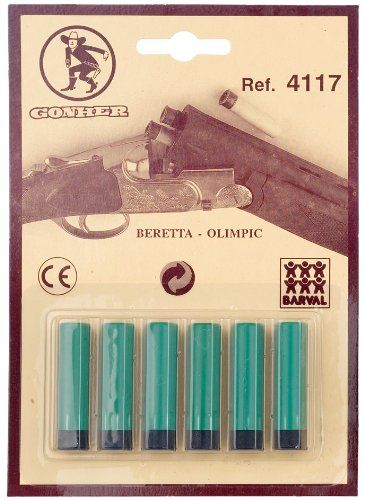 GONHER
Ref. 4117
BERETTA - OLIMPIC
CE
BARVAL